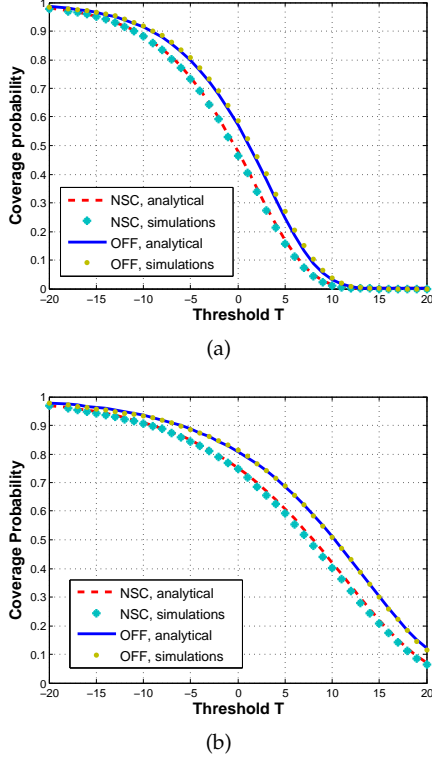 1
0.9
0.8
0.7
0.6
0.5
0.4
0.3
0.2
0.1
0
Coverage probability
NSC, analytical
NSC, simulations
OFF, analytical
OFF, simulations
−20 −15 −10 −5 0 5 10 15 20
Threshold T
(a)
1
0.9
0.8
0.7
0.6
0.5
0.4
0.3
0.2
0.1
0
Coverage Probability
NSC, analytical
NSC, simulations
OFF, analytical
OFF, simulations
−20 −15 −10 −5 0 5 10 15 20
Threshold T
(b)